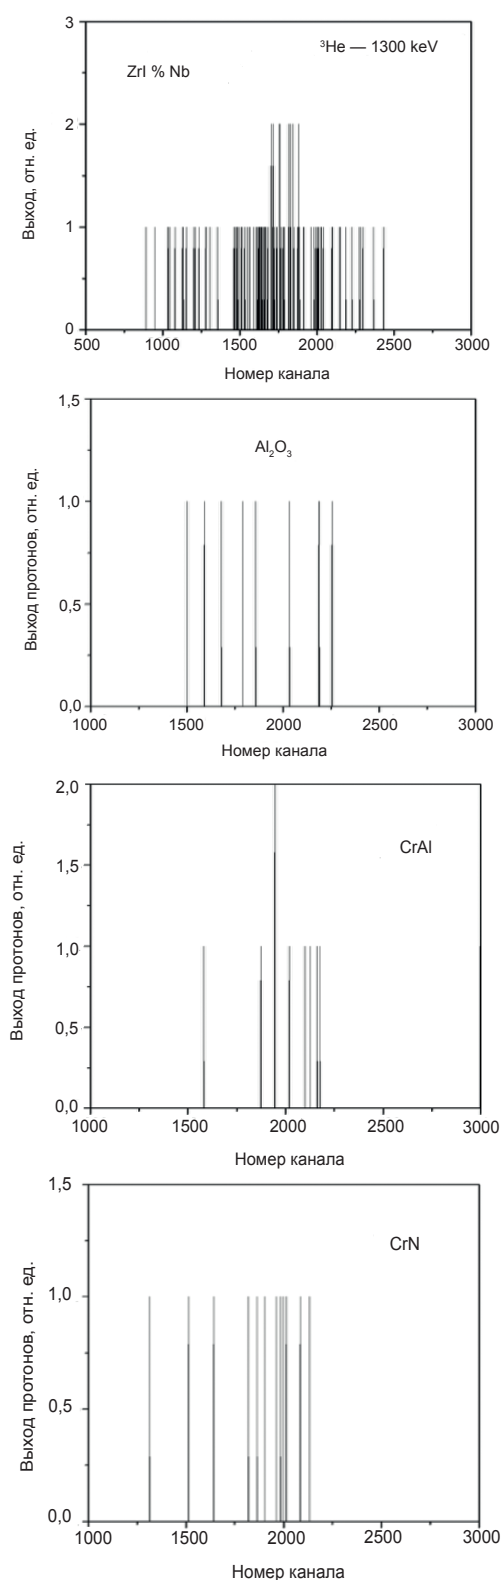 3
³He — 1300 keV
ZrI % Nb
2
1
0
500 1000 1500 2000 2500 3000
Выход, отн. ед.
Номер канала
1,5
Al₂O₃
1,0
0,5
0,0
1000 1500 2000 2500 3000
Выход протонов, отн. ед.
Номер канала
2,0
CrAl
1,5
1,0
0,5
0,0
1000 1500 2000 2500 3000
Выход протонов, отн. ед.
Номер канала
1,5
CrN
1,0
0,5
0,0
1000 1500 2000 2500 3000
Выход протонов, отн. ед.
Номер канала